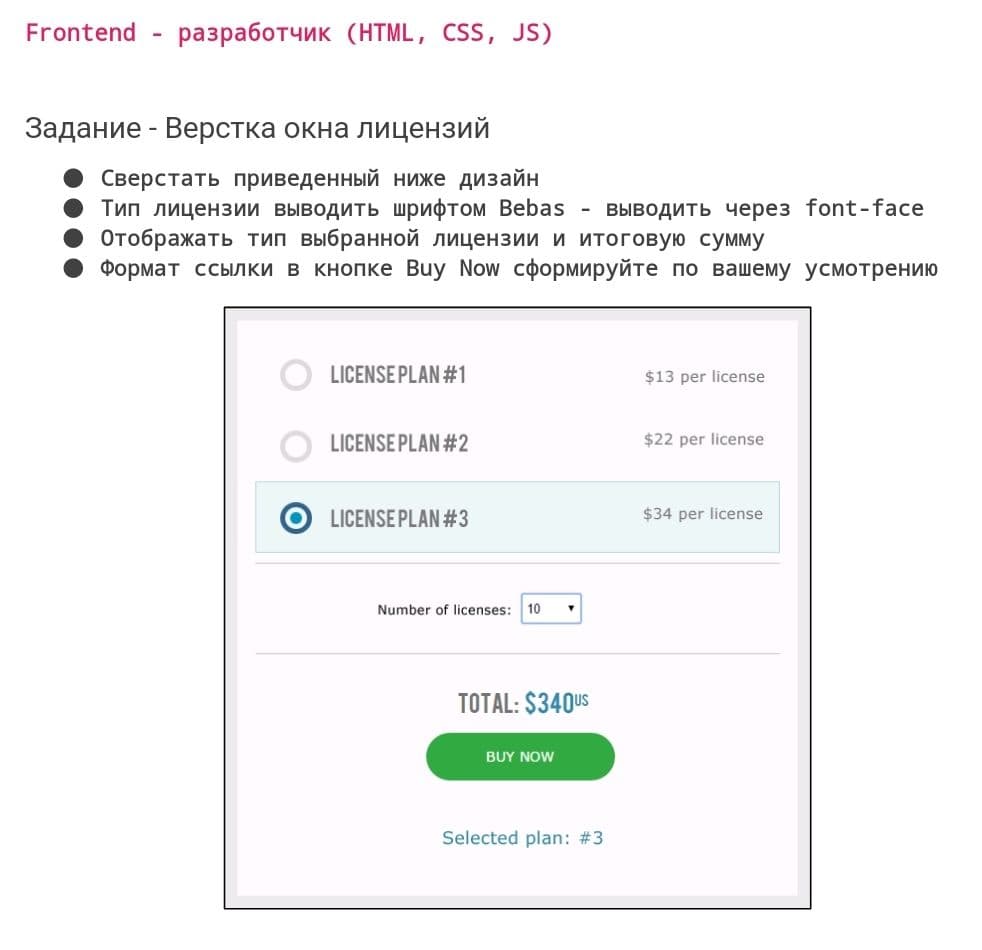 Frontend - разработчик (HTML, CSS, JS)
Задание - Верстка окна лицензий
● Сверстать приведенный ниже дизайн
● Тип лицензии выводить шрифтом Bebas - выводить через font-face
● Отображать тип выбранной лицензии и итоговую сумму
● Формат ссылки в кнопке Buy Now сформируйте по вашему усмотрению
LICENSE PLAN #1 $13 per license
LICENSE PLAN #2 $22 per license
LICENSE PLAN #3 $34 per license
Number of licenses: 10
TOTAL: $340US
BUY NOW
Selected plan: #3